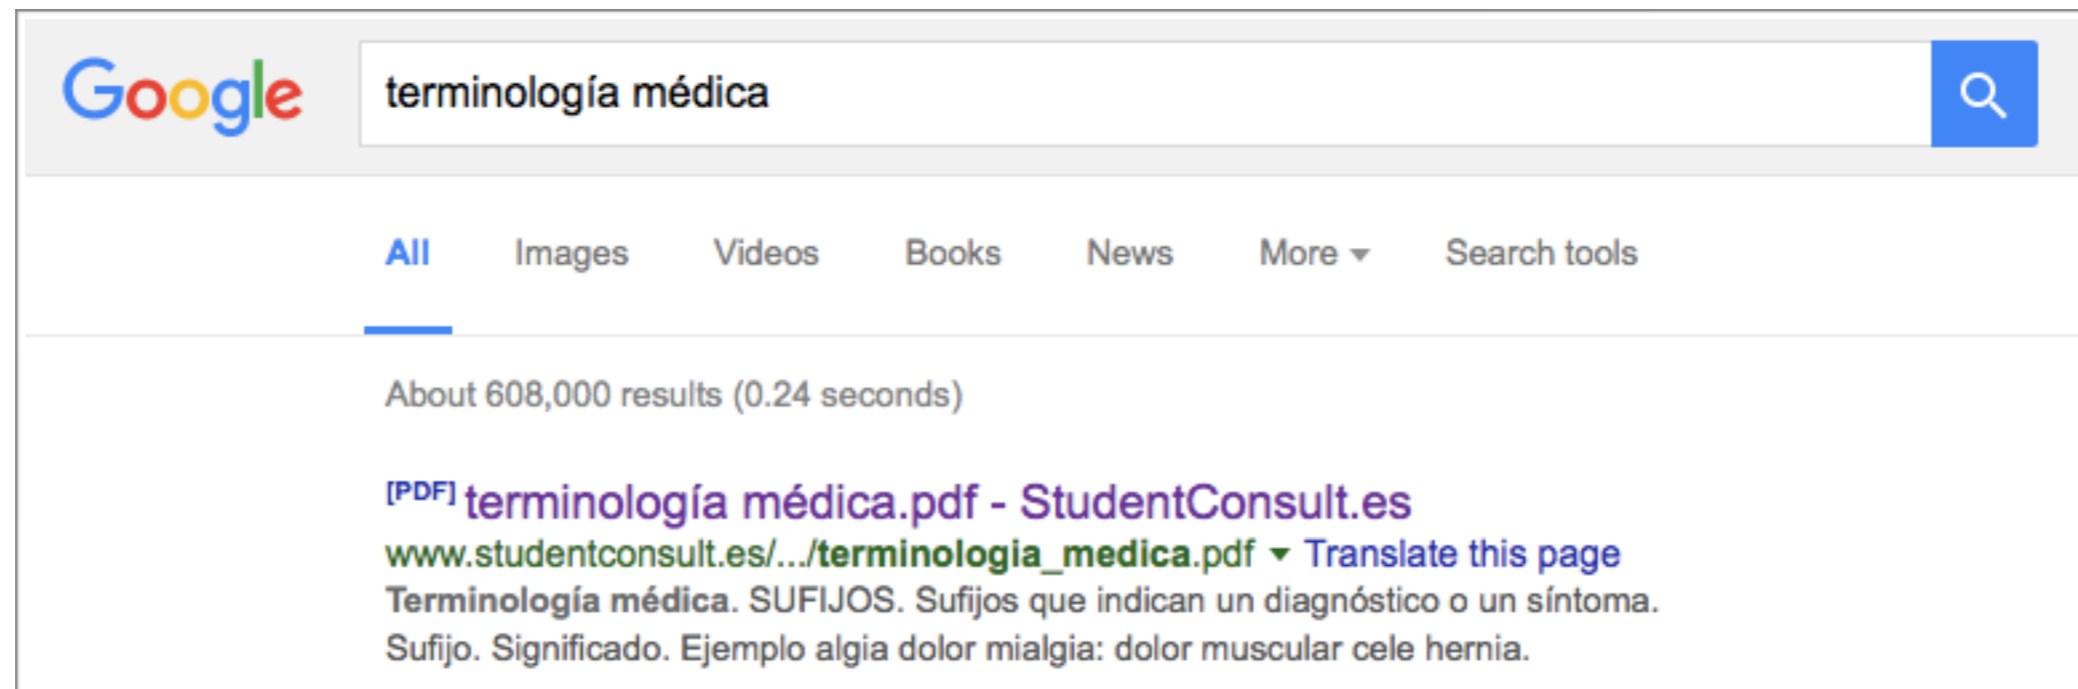 Google terminología médica
All Images Videos Books News More Search tools
About 608,000 results (0.24 seconds)
[PDF] terminología médica.pdf - StudentConsult.es
www.studentconsult.es/.../terminologia_medica.pdf Translate this page
Terminología médica. SUFIJOS. Sufijos que indican un diagnóstico o un síntoma.
Sufijo. Significado. Ejemplo algia dolor mialgia: dolor muscular cele hernia.